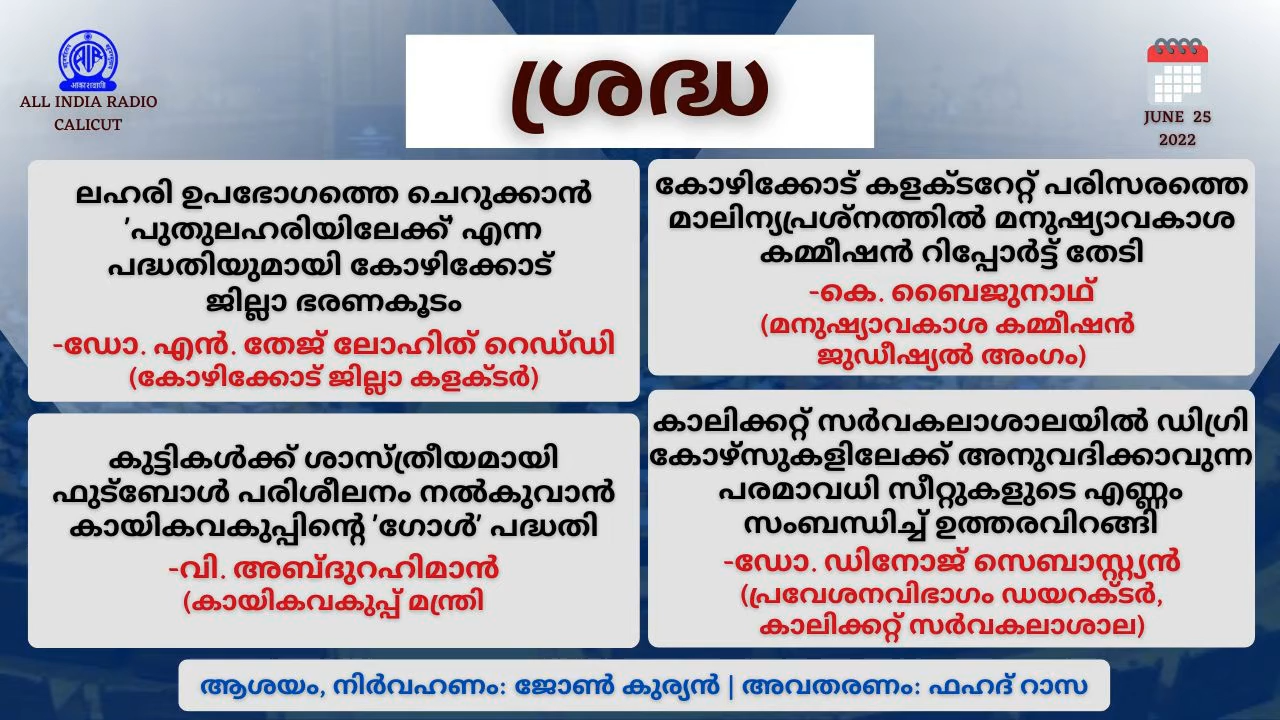 आकाशवाणी
ALL INDIA RADIO
CALICUT
ശ്രദ്ധ
JUNE 25
2022
ലഹരി ഉപഭോഗത്തെ ചെറുക്കാൻ
'പുതുലഹരിയിലേക്ക്' എന്ന
പദ്ധതിയുമായി കോഴിക്കോട്
ജില്ലാ ഭരണകൂടം
-ഡോ. എൻ. തേജ് ലോഹിത് റെഡ്ഡി
(കോഴിക്കോട് ജില്ലാ കളക്ടർ)
കോഴിക്കോട് കളക്ടറേറ്റ് പരിസരത്തെ
മാലിന്യപ്രശ്നത്തിൽ മനുഷ്യാവകാശ
കമ്മീഷൻ റിപ്പോർട്ട് തേടി
-കെ. ബൈജുനാഥ്
(മനുഷ്യാവകാശ കമ്മീഷൻ
ജുഡീഷ്യൽ അംഗം)
കുട്ടികൾക്ക് ശാസ്ത്രീയമായി
ഫുട്ബോൾ പരിശീലനം നൽകുവാൻ
കായികവകുപ്പിന്റെ 'ഗോൾ' പദ്ധതി
-വി. അബ്ദുറഹിമാൻ
(കായികവകുപ്പ് മന്ത്രി
കാലിക്കറ്റ് സർവകലാശാലയിൽ ഡിഗ്രി
കോഴ്സുകളിലേക്ക് അനുവദിക്കാവുന്ന
പരമാവധി സീറ്റുകളുടെ എണ്ണം
സംബന്ധിച്ച് ഉത്തരവിറങ്ങി
-ഡോ. ഡിനോജ് സെബാസ്റ്റ്യൻ
(പ്രവേശനവിഭാഗം ഡയറക്ടർ,
കാലിക്കറ്റ് സർവകലാശാല)
ആശയം, നിർവഹണം: ജോൺ കുര്യൻ | അവതരണം: ഫഹദ് റാസ